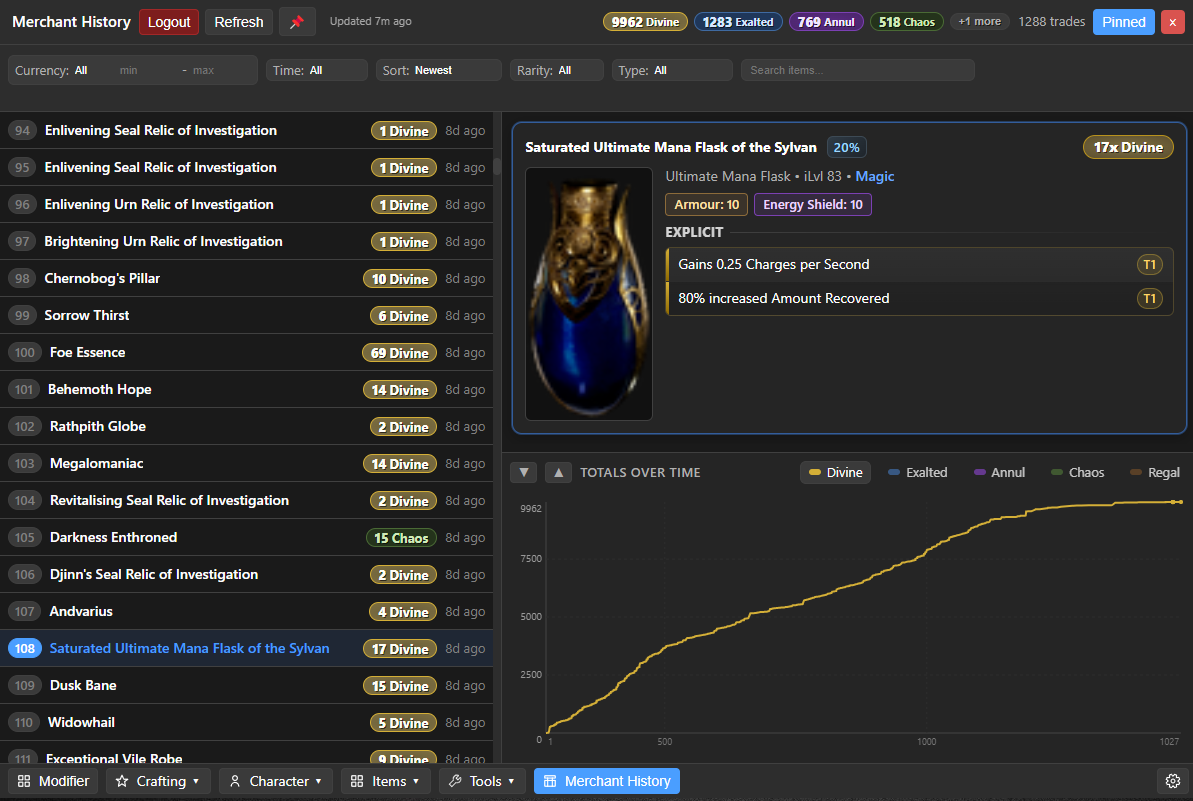 Merchant History Logout Refresh Updated 7m ago 9962 Divine 1283 Exalted 769 Annul 518 Chaos +1 more 1288 trades Pinned x
Currency: All min - max Time: All Sort: Newest Rarity: All Type: All Search items...
94 Enlivening Seal Relic of Investigation 1 Divine 8d ago
95 Enlivening Seal Relic of Investigation 1 Divine 8d ago
96 Enlivening Urn Relic of Investigation 1 Divine 8d ago
97 Brightening Urn Relic of Investigation 1 Divine 8d ago
98 Chernobog's Pillar 10 Divine 8d ago
99 Sorrow Thirst 6 Divine 8d ago
100 Foe Essence 69 Divine 8d ago
101 Behemoth Hope 14 Divine 8d ago
102 Rathpith Globe 2 Divine 8d ago
103 Megalomaniac 14 Divine 8d ago
104 Revitalising Seal Relic of Investigation 2 Divine 8d ago
105 Darkness Enthroned 15 Chaos 8d ago
106 Djinn's Seal Relic of Investigation 2 Divine 8d ago
107 Andvarius 4 Divine 8d ago
108 Saturated Ultimate Mana Flask of the Sylvan 17 Divine 8d ago
109 Dusk Bane 15 Divine 8d ago
110 Widowhail 5 Divine 8d ago
111 Exceptional Vile Robe 9 Divine 8d ago
Saturated Ultimate Mana Flask of the Sylvan 20% 17x Divine
Ultimate Mana Flask • iLvl 83 • Magic
Armour: 10 Energy Shield: 10
EXPLICIT
Gains 0.25 Charges per Second T1
80% increased Amount Recovered T1
▼ ▲ TOTALS OVER TIME Divine Exalted Annul Chaos Regal
9962
7500
5000
2500
0
1 500 1000 1027
Modifier Crafting ▾ Character ▾ Items ▾ Tools ▾ Merchant History